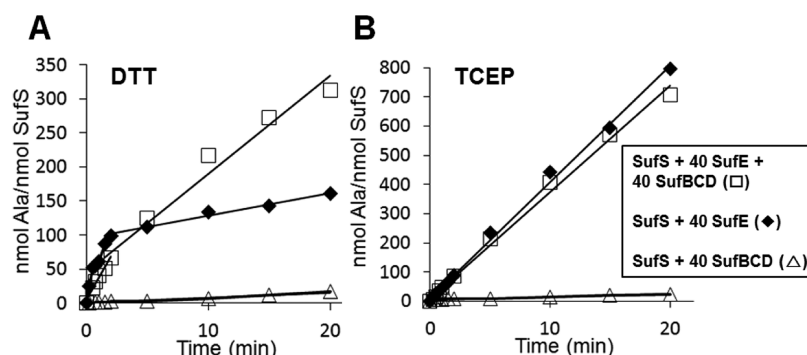 A
DTT
nmol Ala/nmol SufS
350
300
250
200
150
100
50
0
0
10
20
Time (min)
B
TCEP
nmol Ala/nmol SufS
800
700
600
500
400
300
200
100
0
0
10
20
Time (min)
SufS + 40 SufE +
40 SufBCD (□)
SufS + 40 SufE (◆)
SufS + 40 SufBCD (△)